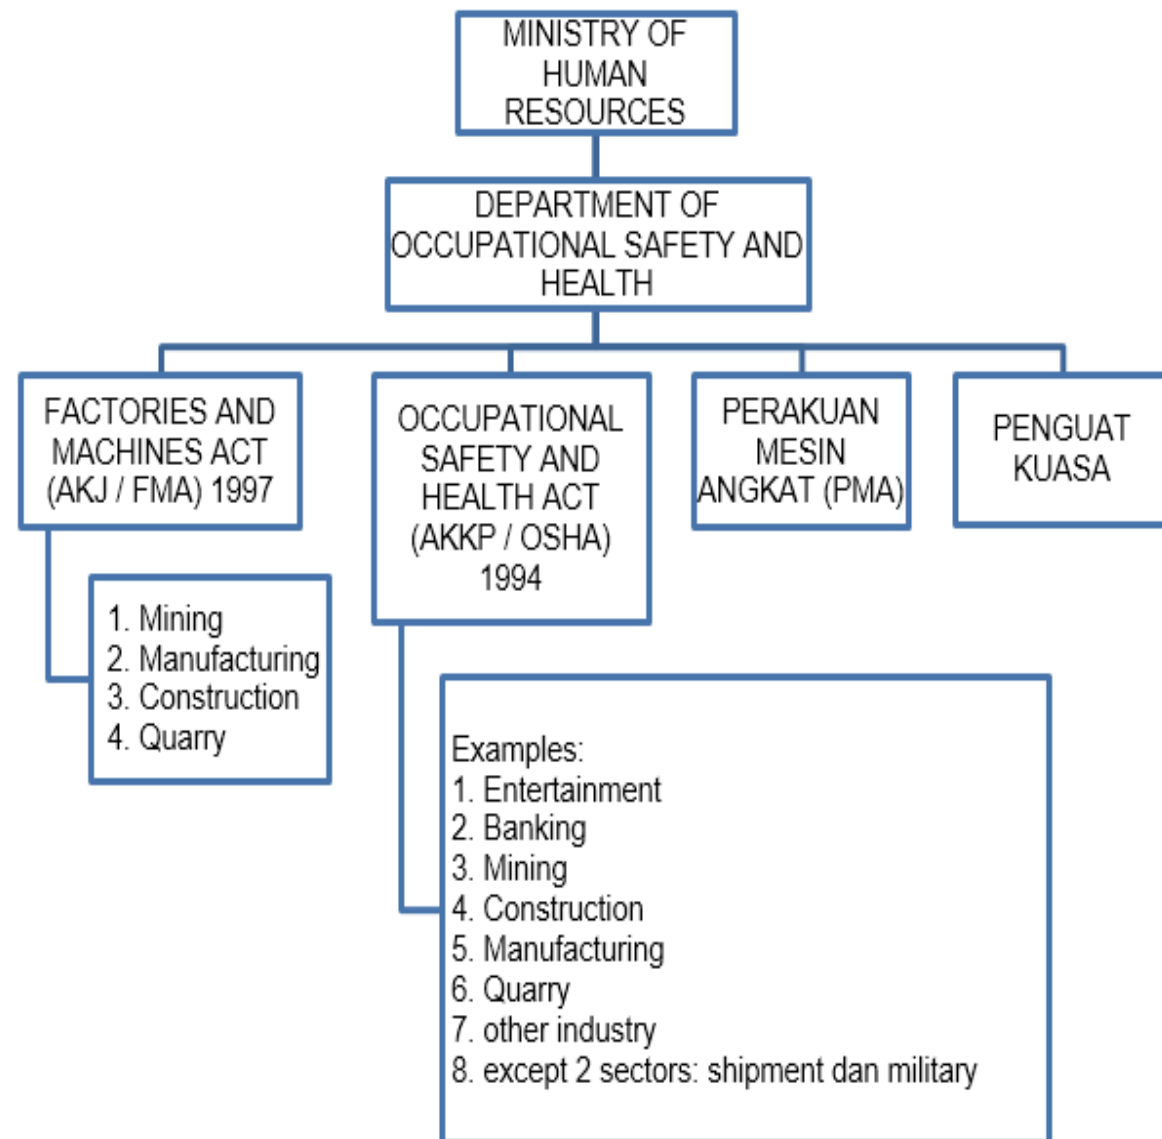 MINISTRY OF
HUMAN
RESOURCES
DEPARTMENT OF
OCCUPATIONAL SAFETY AND
HEALTH
FACTORIES AND
MACHINES ACT
(AKJ / FMA) 1997
OCCUPATIONAL
SAFETY AND
HEALTH ACT
(AKKP / OSHA)
1994
PERAKUAN
MESIN
ANGKAT (PMA)
PENGUAT
KUASA
1. Mining
2. Manufacturing
3. Construction
4. Quarry
Examples:
1. Entertainment
2. Banking
3. Mining
4. Construction
5. Manufacturing
6. Quarry
7. other industry
8. except 2 sectors: shipment dan military